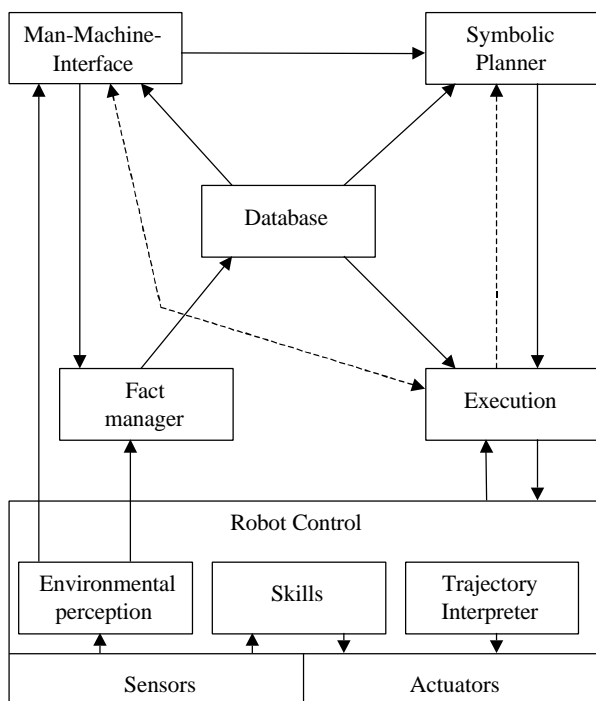 Man-Machine-
Interface
Symbolic
Planner
Database
Fact
manager
Execution
Robot Control
Environmental
perception
Skills
Trajectory
Interpreter
Sensors
Actuators